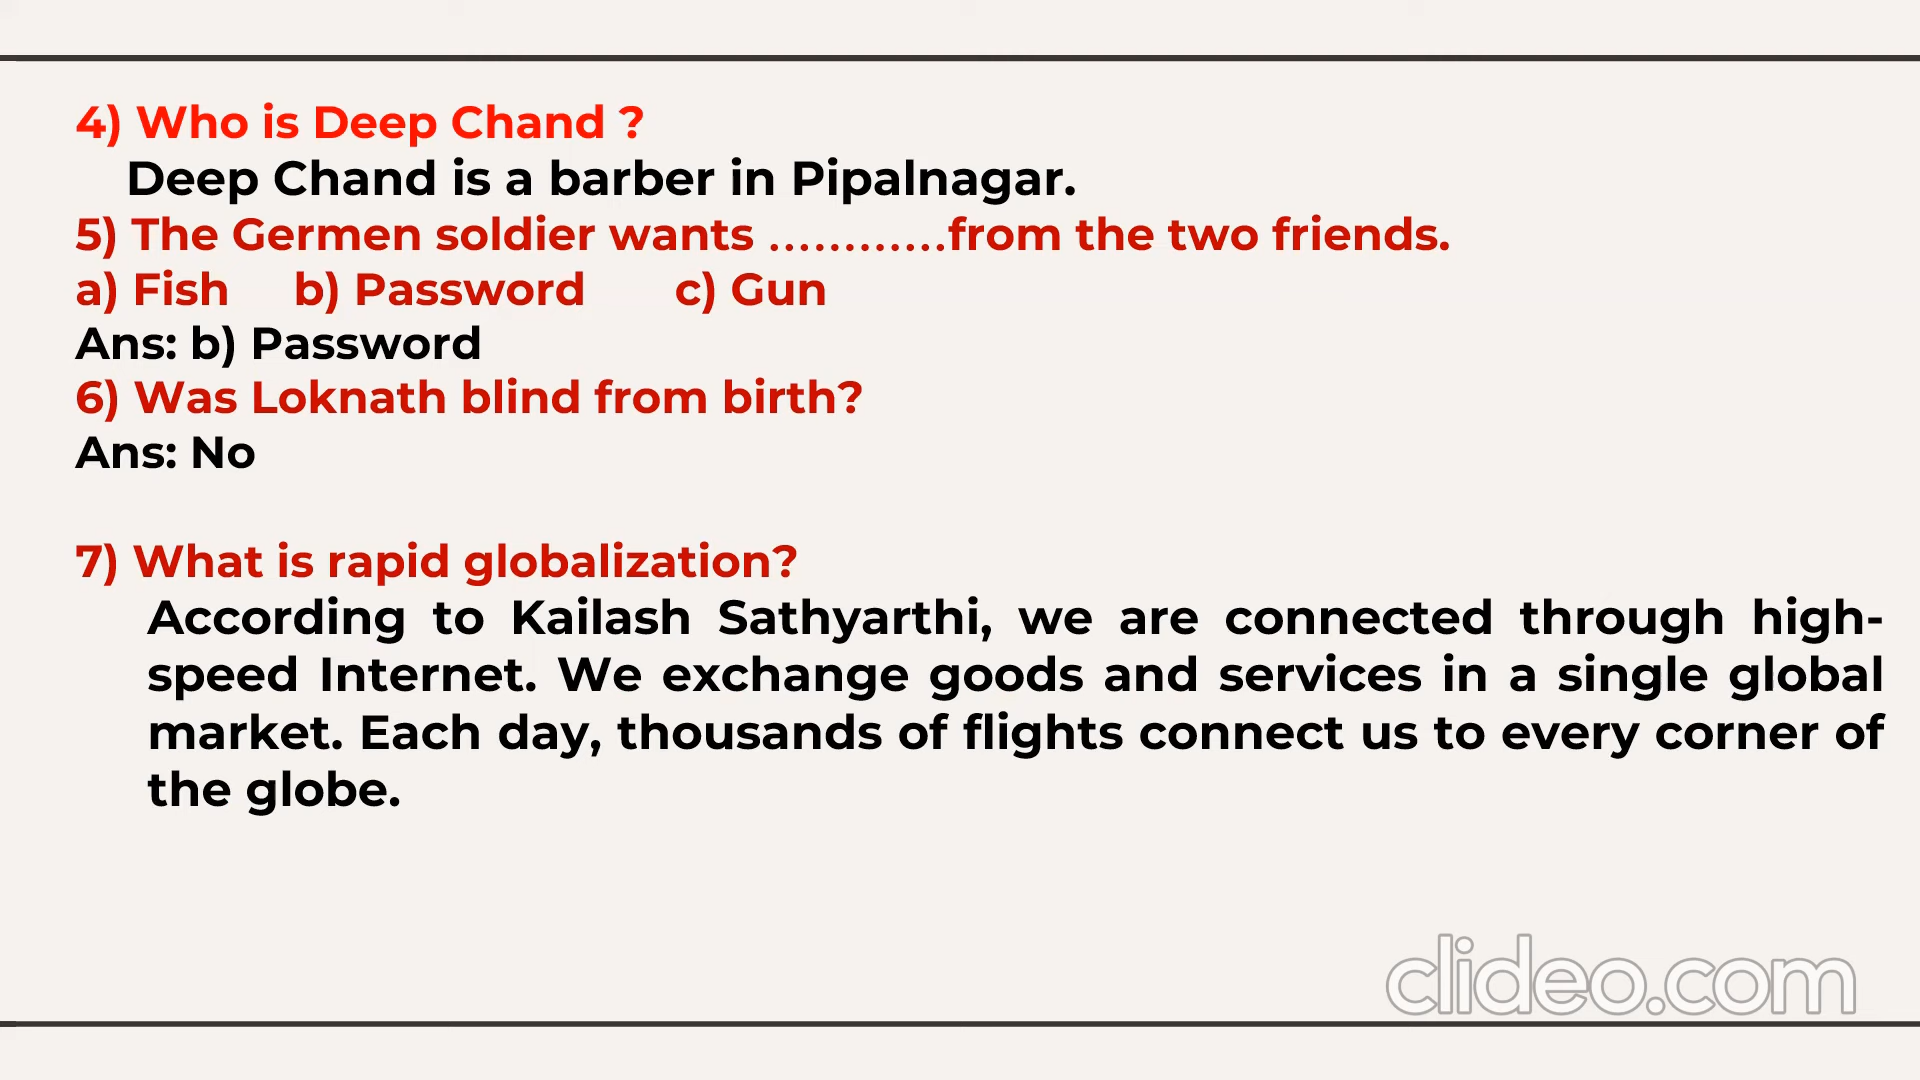 4) Who is Deep Chand ?
Deep Chand is a barber in Pipalnagar.
5) The Germen soldier wants ............from the two friends.
a) Fish b) Password c) Gun
Ans: b) Password
6) Was Loknath blind from birth?
Ans: No
7) What is rapid globalization?
According to Kailash Sathyarthi, we are connected through high-
speed Internet. We exchange goods and services in a single global
market. Each day, thousands of flights connect us to every corner of
the globe.
clideo.com